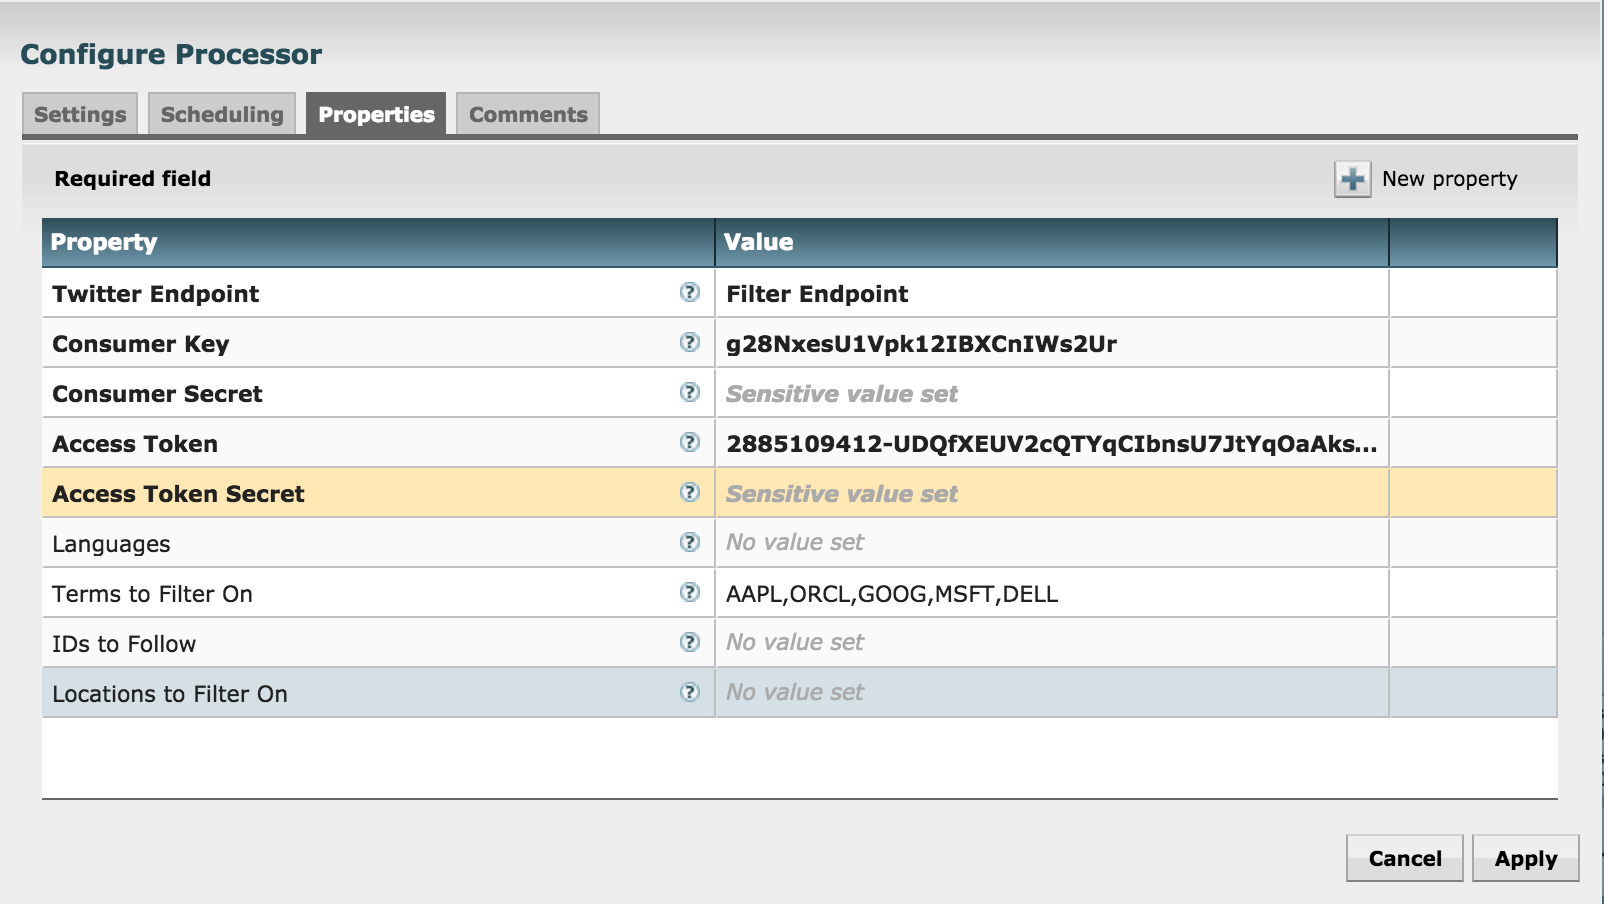 Configure Processor
Settings Scheduling Properties Comments
Required field New property
Property Value
Twitter Endpoint ? Filter Endpoint
Consumer Key ? g28NxesU1Vpk12IBXCnIWs2Ur
Consumer Secret ? Sensitive value set
Access Token ? 2885109412-UDQfXEUV2cQTYqCIbnsU7JtYqOaAks...
Access Token Secret ? Sensitive value set
Languages ? No value set
Terms to Filter On ? AAPL,ORCL,GOOG,MSFT,DELL
IDs to Follow ? No value set
Locations to Filter On ? No value set
Cancel Apply